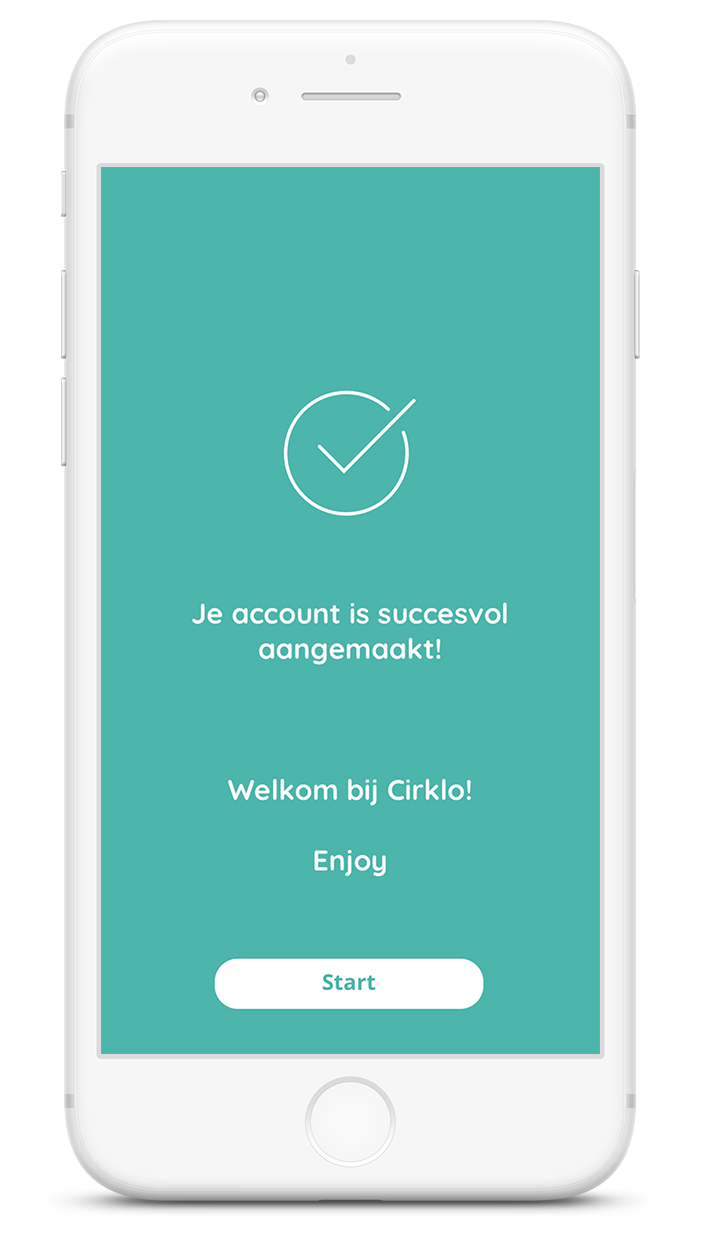 Je account is succesvol
aangemaakt!
Welkom bij Cirklo!
Enjoy
Start